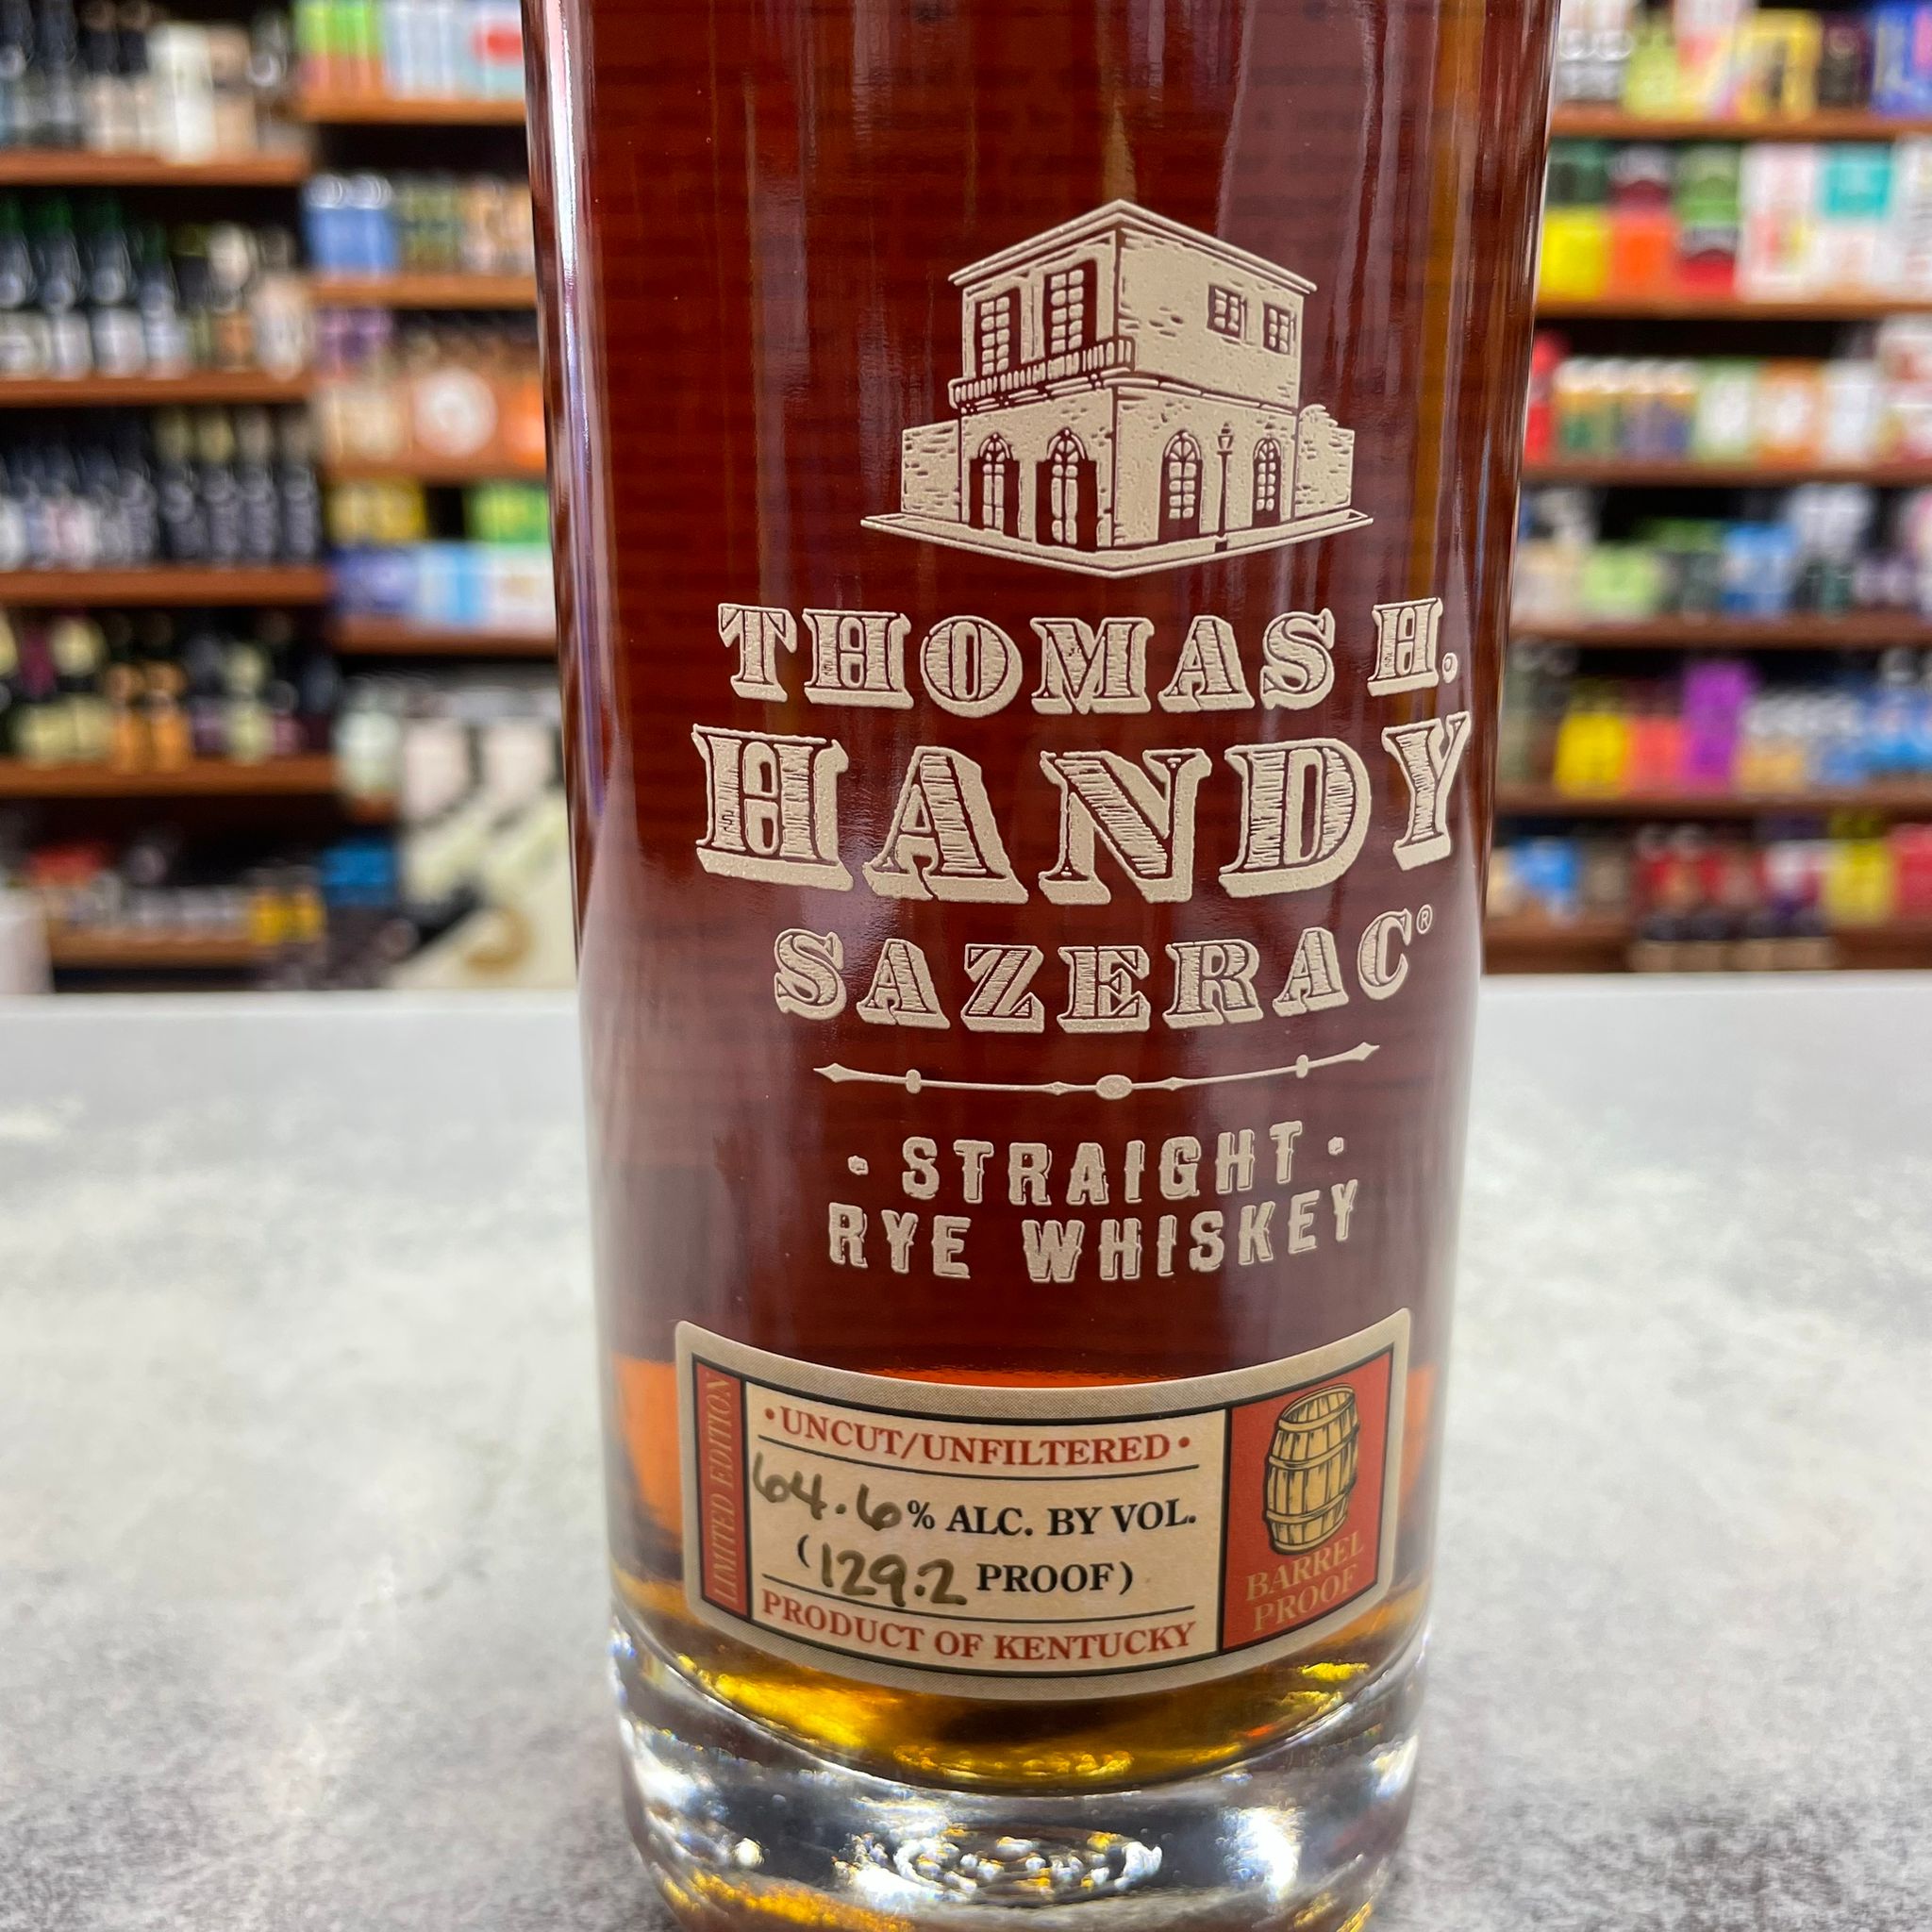 THOMAS H.
HANDY
SAZERAC®
· STRAIGHT ·
RYE WHISKEY
LIMITED EDITION
• UNCUT/UNFILTERED •
64.6% ALC. BY VOL.
(129.2 PROOF)
PRODUCT OF KENTUCKY
BARREL
PROOF